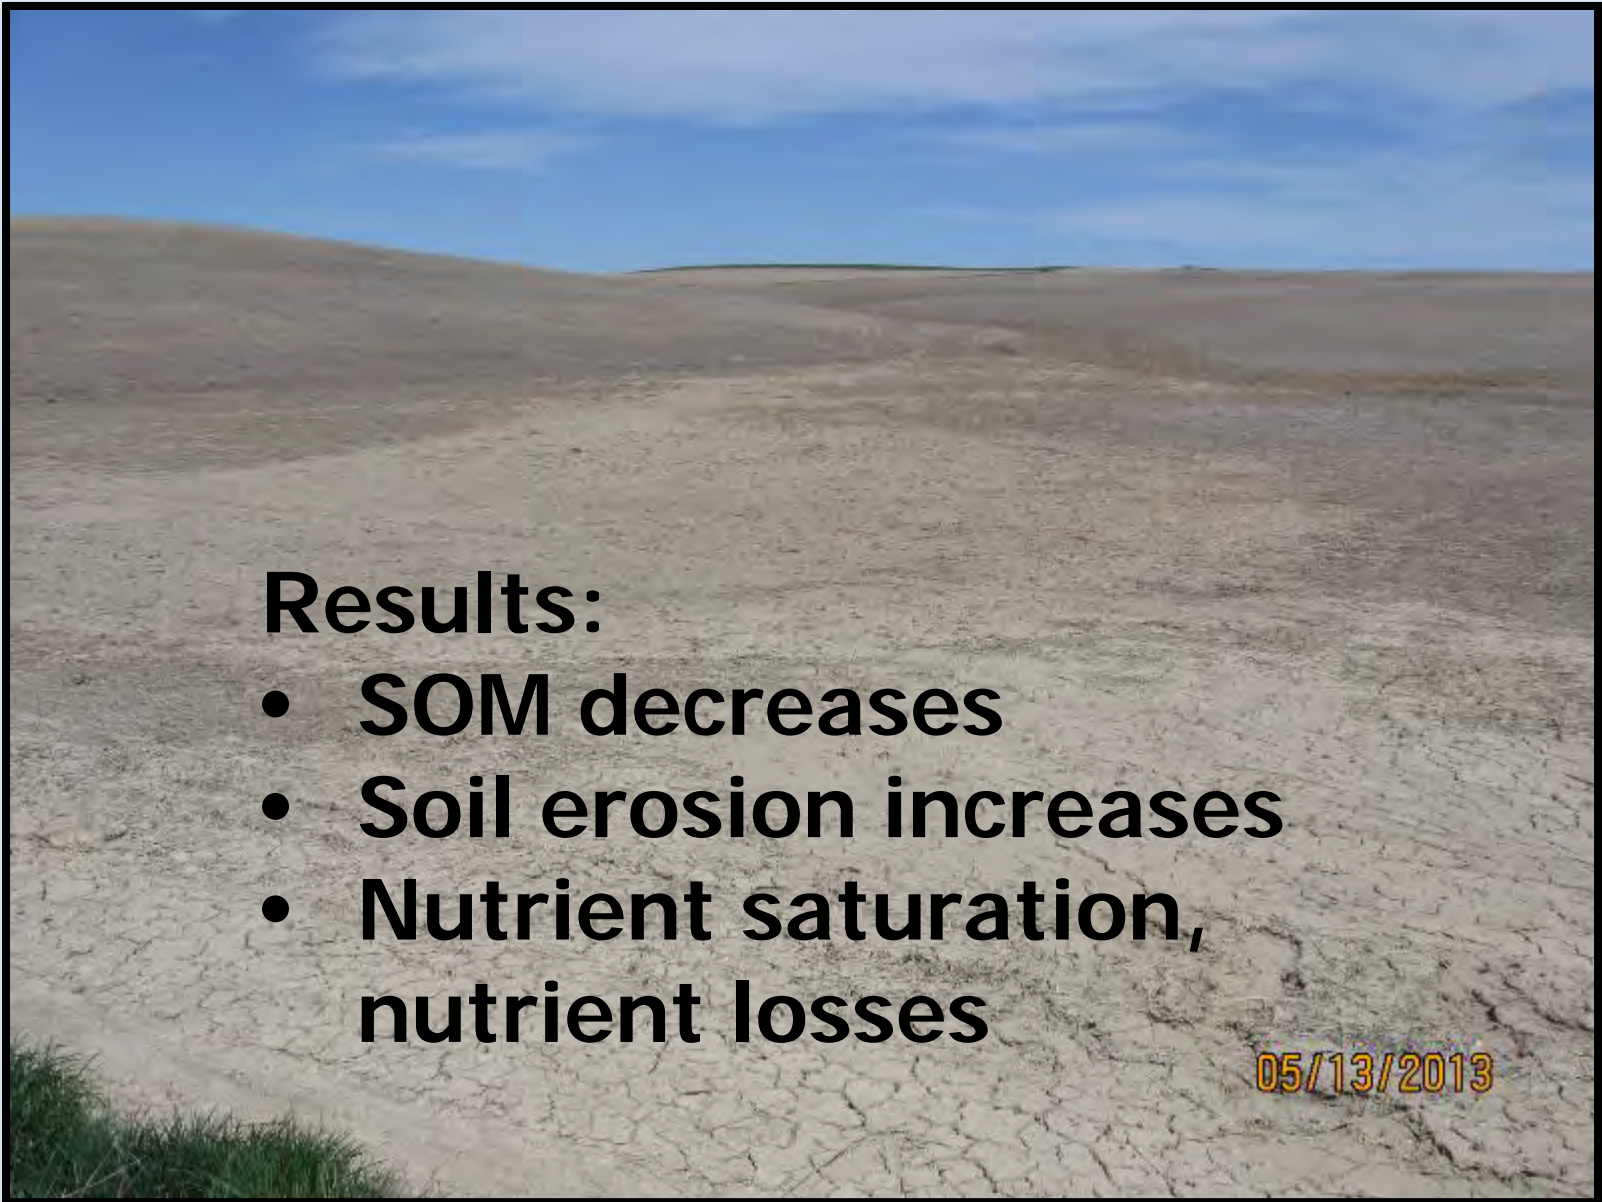 Results:
• SOM decreases
• Soil erosion increases
• Nutrient saturation,
nutrient losses
05/13/2013